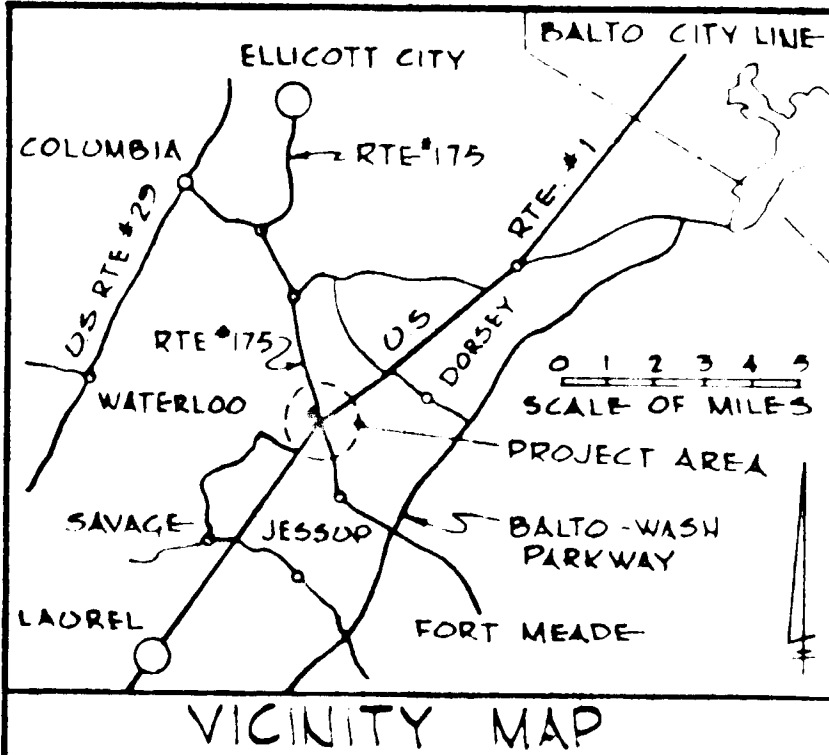 BALTO CITY LINE
ELLICOTT CITY
COLUMBIA
RTE #175
US RTE #29
US RTE. #1
RTE #175
DORSEY
0 1 2 3 4 5
SCALE OF MILES
WATERLOO
PROJECT AREA
SAVAGE
JESSUP
BALTO-WASH
PARKWAY
LAUREL
FORT MEADE
VICINITY MAP